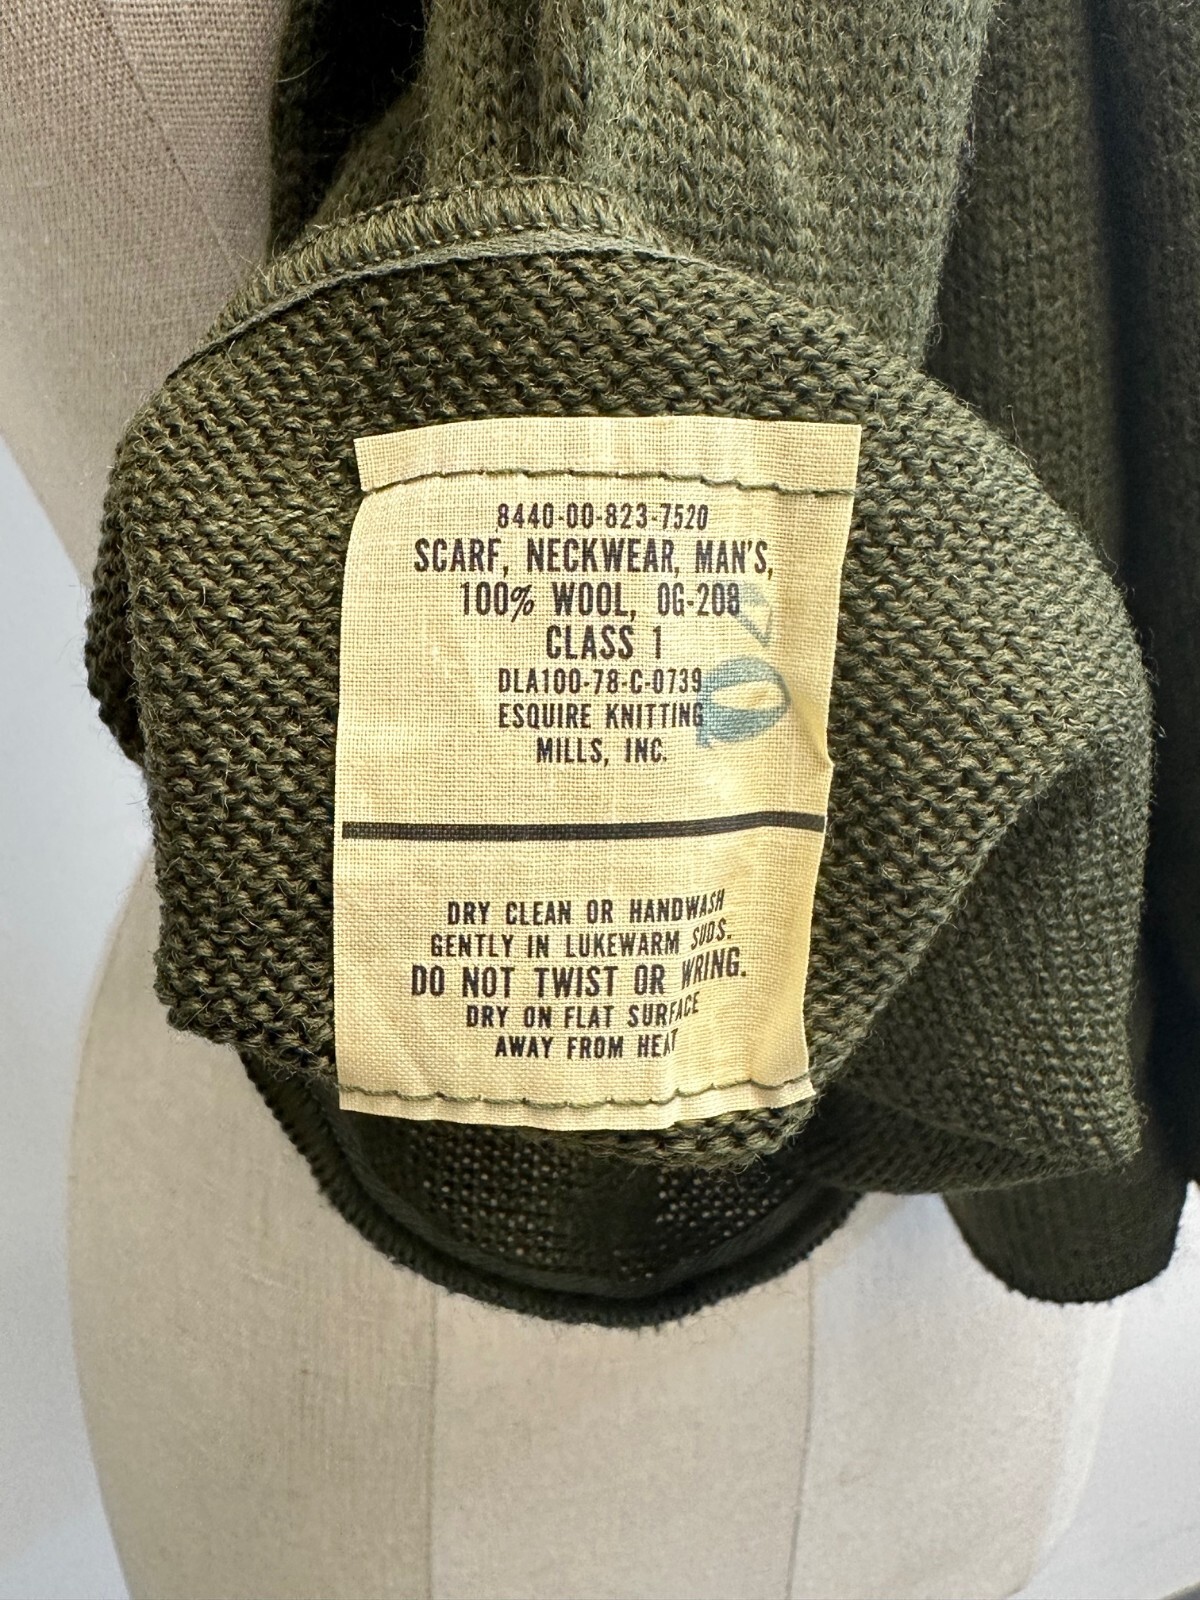 8440-00-823-7520
SCARF, NECKWEAR, MAN'S,
100% WOOL, OG-208
CLASS 1
DLA100-78-C-0739
ESQUIRE KNITTING
MILLS, INC.
DRY CLEAN OR HANDWASH
GENTLY IN LUKEWARM SUDS.
DO NOT TWIST OR WRING.
DRY ON FLAT SURFACE
AWAY FROM HEAT